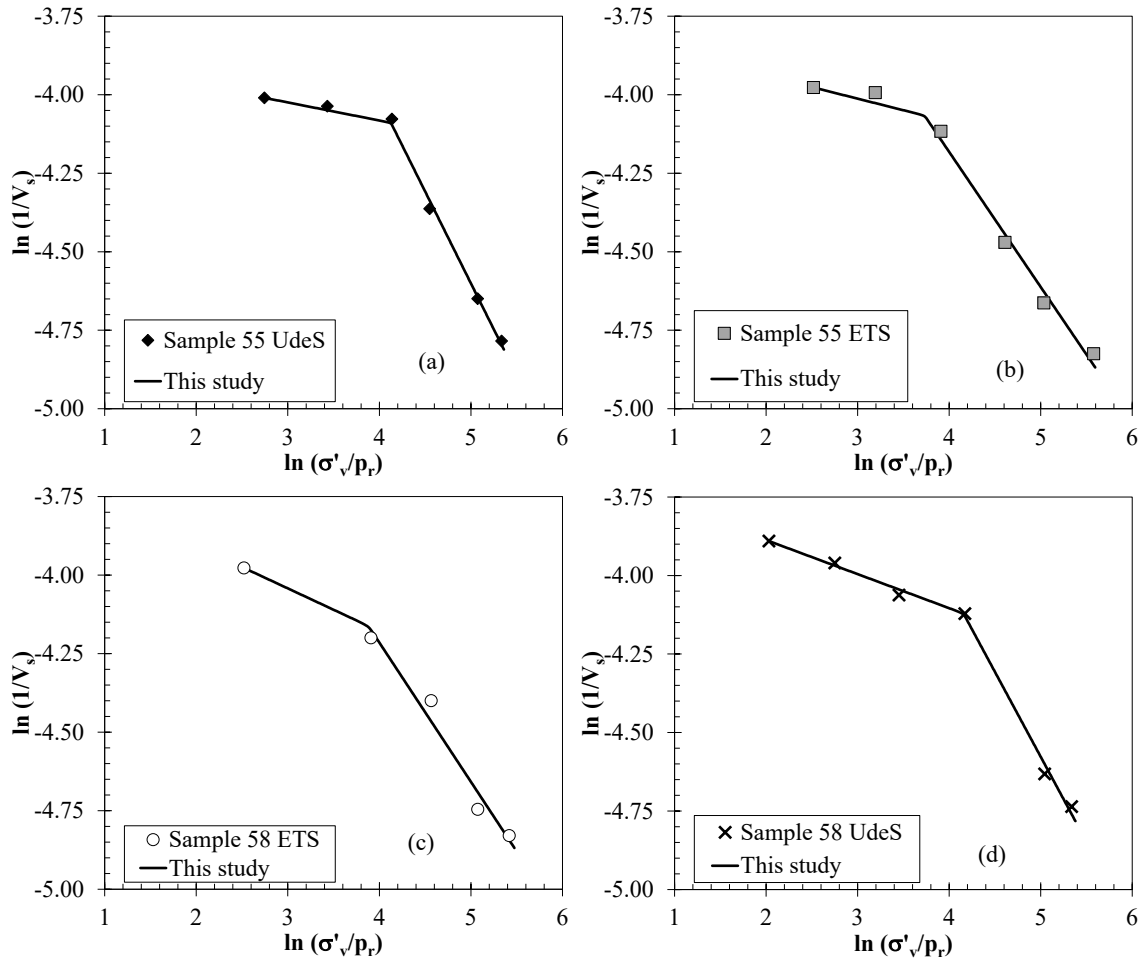 -3.75
-4.00
-4.25
-4.50
-4.75
-5.00
ln (1/Vs)
Sample 55 UdeS
This study
(a)
1 2 3 4 5 6
ln (σ'v/pr)
-3.75
-4.00
-4.25
-4.50
-4.75
-5.00
ln (1/Vs)
Sample 55 ETS
This study
(b)
1 2 3 4 5 6
ln (σ'v/pr)
-3.75
-4.00
-4.25
-4.50
-4.75
-5.00
ln (1/Vs)
Sample 58 ETS
This study
(c)
1 2 3 4 5 6
ln (σ'v/pr)
-3.75
-4.00
-4.25
-4.50
-4.75
-5.00
ln (1/Vs)
Sample 58 UdeS
This study
(d)
1 2 3 4 5 6
ln (σ'v/pr)